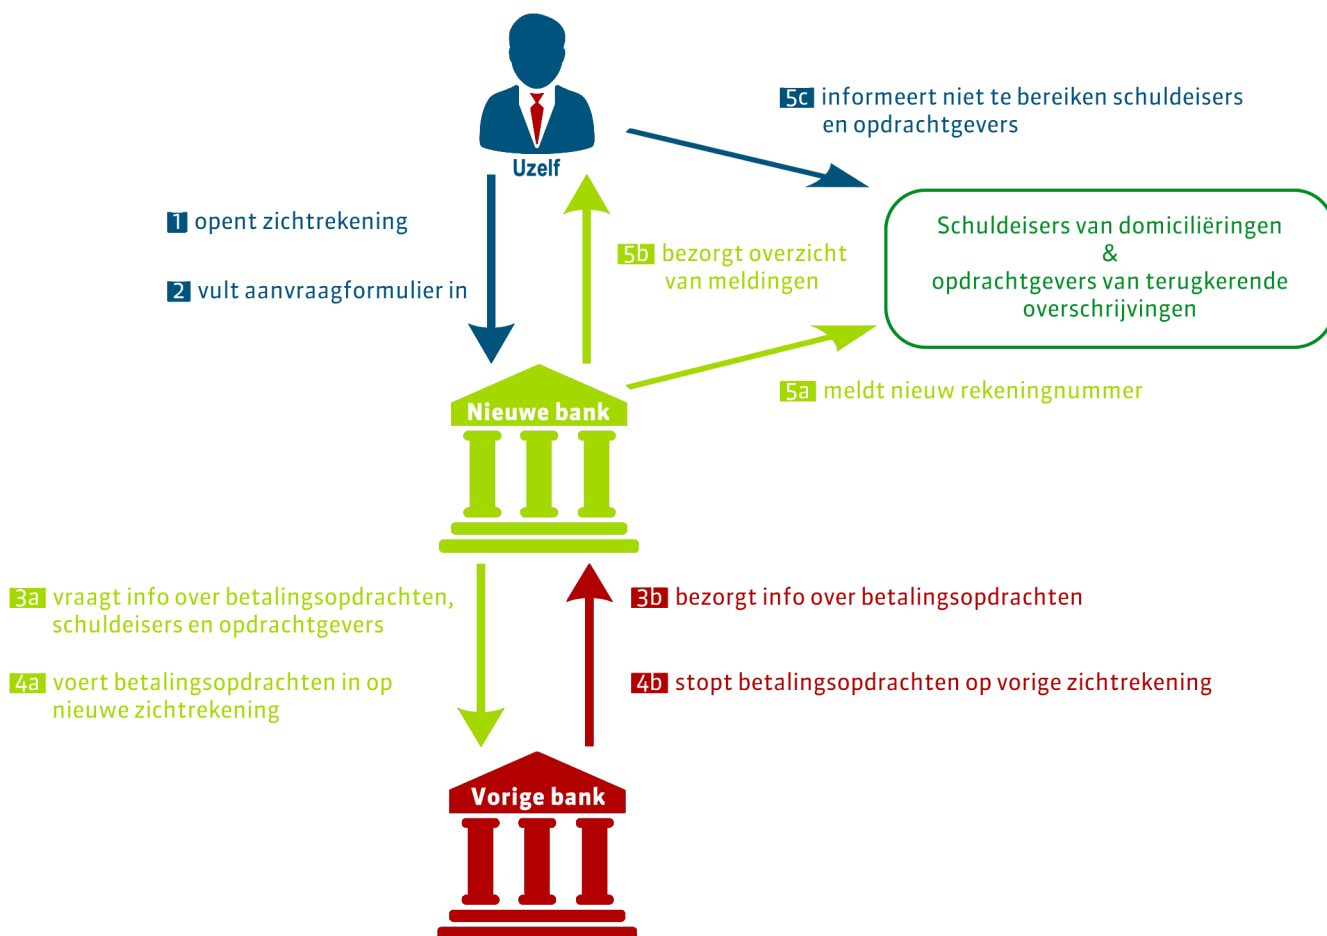 5c informeert niet te bereiken schuldeisers
en opdrachtgevers
Uzelf
1 opent zichtrekening
2 vult aanvraagformulier in
5b bezorgt overzicht
van meldingen
Schuldeisers van domiciliëringen
&
opdrachtgevers van terugkerende
overschrijvingen
5a meldt nieuw rekeningnummer
Nieuwe bank
3a vraagt info over betalingsopdrachten,
schuldeisers en opdrachtgevers
3b bezorgt info over betalingsopdrachten
4a voert betalingsopdrachten in op
nieuwe zichtrekening
4b stopt betalingsopdrachten op vorige zichtrekening
Vorige bank